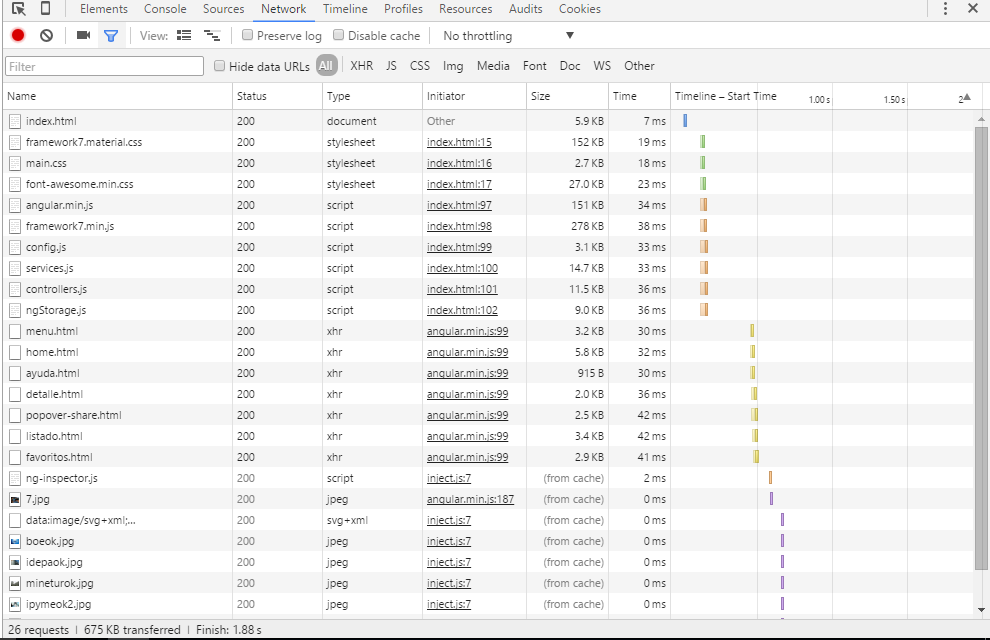 Elements Console Sources Network Timeline Profiles Resources Audits Cookies
View: Preserve log Disable cache No throttling
Filter Hide data URLs All XHR JS CSS Img Media Font Doc WS Other
Name Status Type Initiator Size Time Timeline – Start Time 1.00 s 1.50 s 2
index.html 200 document Other 5.9 KB 7 ms
framework7.material.css 200 stylesheet index.html:15 152 KB 19 ms
main.css 200 stylesheet index.html:16 2.7 KB 18 ms
font-awesome.min.css 200 stylesheet index.html:17 27.0 KB 23 ms
angular.min.js 200 script index.html:97 151 KB 34 ms
framework7.min.js 200 script index.html:98 278 KB 38 ms
config.js 200 script index.html:99 3.1 KB 33 ms
services.js 200 script index.html:100 14.7 KB 33 ms
controllers.js 200 script index.html:101 11.5 KB 36 ms
ngStorage.js 200 script index.html:102 9.0 KB 36 ms
menu.html 200 xhr angular.min.js:99 3.2 KB 30 ms
home.html 200 xhr angular.min.js:99 5.8 KB 32 ms
ayuda.html 200 xhr angular.min.js:99 915 B 30 ms
detalle.html 200 xhr angular.min.js:99 2.0 KB 36 ms
popover-share.html 200 xhr angular.min.js:99 2.5 KB 42 ms
listado.html 200 xhr angular.min.js:99 3.4 KB 42 ms
favoritos.html 200 xhr angular.min.js:99 2.9 KB 41 ms
ng-inspector.js 200 script inject.js:7 (from cache) 2 ms
7.jpg 200 jpeg angular.min.js:187 (from cache) 0 ms
data:image/svg+xml;... 200 svg+xml inject.js:7 (from cache) 0 ms
boeok.jpg 200 jpeg inject.js:7 (from cache) 0 ms
idepaok.jpg 200 jpeg inject.js:7 (from cache) 0 ms
mineturok.jpg 200 jpeg inject.js:7 (from cache) 0 ms
ipymeok2.jpg 200 jpeg inject.js:7 (from cache) 0 ms
26 requests | 675 KB transferred | Finish: 1.88 s